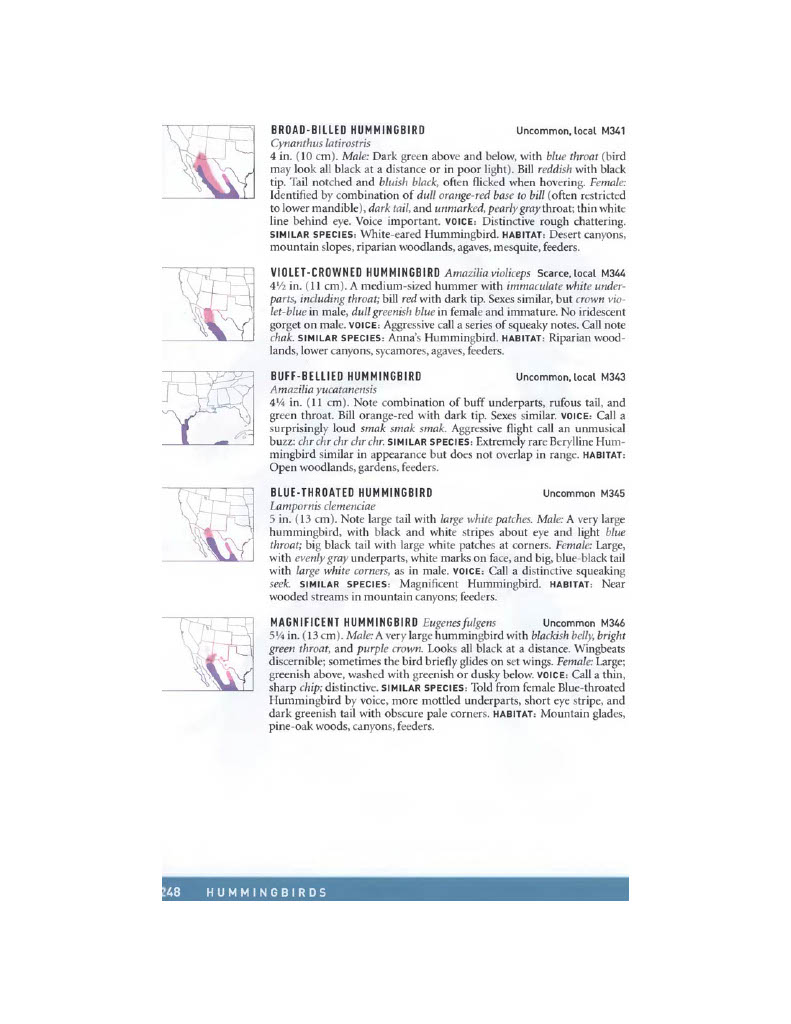 BROAD-BILLED HUMMINGBIRD Uncommon, local M341
Cynanthus latirostris
4 in. (10 cm). Male: Dark green above and below, with blue throat (bird
may look all black at a distance or in poor light). Bill reddish with black
tip. Tail notched and bluish black, often flicked when hovering. Female:
Identified by combination of dull orange-red base to bill (often restricted
to lower mandible), dark tail, and unmarked, pearly gray throat; thin white
line behind eye. Voice important. VOICE: Distinctive rough chattering.
SIMILAR SPECIES: White-eared Hummingbird. HABITAT: Desert canyons,
mountain slopes, riparian woodlands, agaves, mesquite, feeders.
VIOLET-CROWNED HUMMINGBIRD Amazilia violiceps Scarce, local M344
4½ in. (11 cm). A medium-sized hummer with immaculate white under-
parts, including throat; bill red with dark tip. Sexes similar, but crown vio-
let-blue in male, dull greenish blue in female and immature. No iridescent
gorget on male. VOICE: Aggressive call a series of squeaky notes. Call note
chak. SIMILAR SPECIES: Anna's Hummingbird. HABITAT: Riparian wood-
lands, lower canyons, sycamores, agaves, feeders.
BUFF-BELLIED HUMMINGBIRD Uncommon, local M343
Amazilia yucatanensis
4¼ in. (11 cm). Note combination of buff underparts, rufous tail, and
green throat. Bill orange-red with dark tip. Sexes similar. VOICE: Call a
surprisingly loud smak smak smak. Aggressive flight call an unmusical
buzz: chr chr chr chr chr. SIMILAR SPECIES: Extremely rare Berylline Hum-
mingbird similar in appearance but does not overlap in range. HABITAT:
Open woodlands, gardens, feeders.
BLUE-THROATED HUMMINGBIRD Uncommon M345
Lampornis clemenciae
5 in. (13 cm). Note large tail with large white patches. Male: A very large
hummingbird, with black and white stripes about eye and light blue
throat; big black tail with large white patches at corners. Female: Large,
with evenly gray underparts, white marks on face, and big, blue-black tail
with large white corners, as in male. VOICE: Call a distinctive squeaking
seek. SIMILAR SPECIES: Magnificent Hummingbird. HABITAT: Near
wooded streams in mountain canyons; feeders.
MAGNIFICENT HUMMINGBIRD Eugenes fulgens Uncommon M346
5¼ in. (13 cm). Male: A very large hummingbird with blackish belly, bright
green throat, and purple crown. Looks all black at a distance. Wingbeats
discernible; sometimes the bird briefly glides on set wings. Female: Large;
greenish above, washed with greenish or dusky below. VOICE: Call a thin,
sharp chip; distinctive. SIMILAR SPECIES: Told from female Blue-throated
Hummingbird by voice, more mottled underparts, short eye stripe, and
dark greenish tail with obscure pale corners. HABITAT: Mountain glades,
pine-oak woods, canyons, feeders.
248 HUMMINGBIRDS